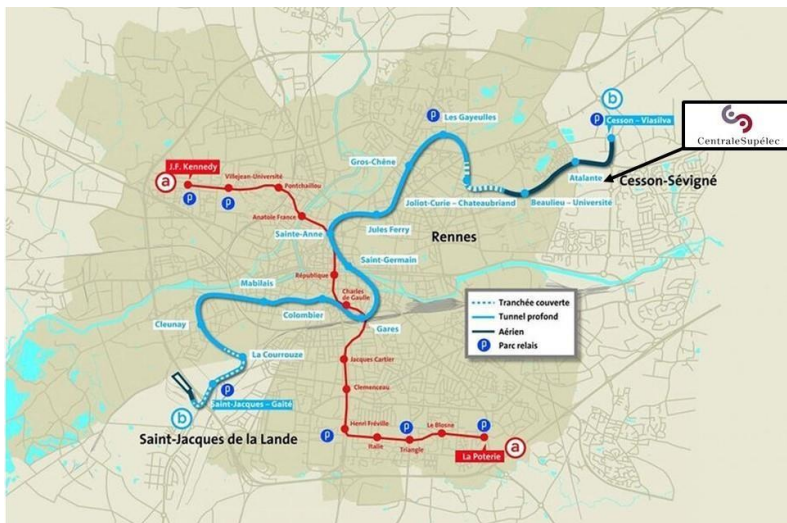 Les Gayeulles
P
b
P
Cesson - Viasilva
CentraleSupélec
Gros-Chêne
Atalante
Cesson-Sévigné
J.F. Kennedy
a
Villejean-Université
Pontchaillou
P
P
Joliot-Curie - Chateaubriand
Beaulieu - Université
Anatole France
Sainte-Anne
Jules Ferry
Rennes
Saint-Germain
République
Mabilais
Charles
de Gaulle
Colombier
Gares
Cleunay
La Courrouze
Tranchée couverte
Tunnel profond
Aérien
P
Parc relais
Jacques Cartier
Clemenceau
P
Saint-Jacques - Gaité
b
Saint-Jacques de la Lande
Henri Fréville
P
Italie
P
Triangle
Le Blosne
P
La Poterie
a